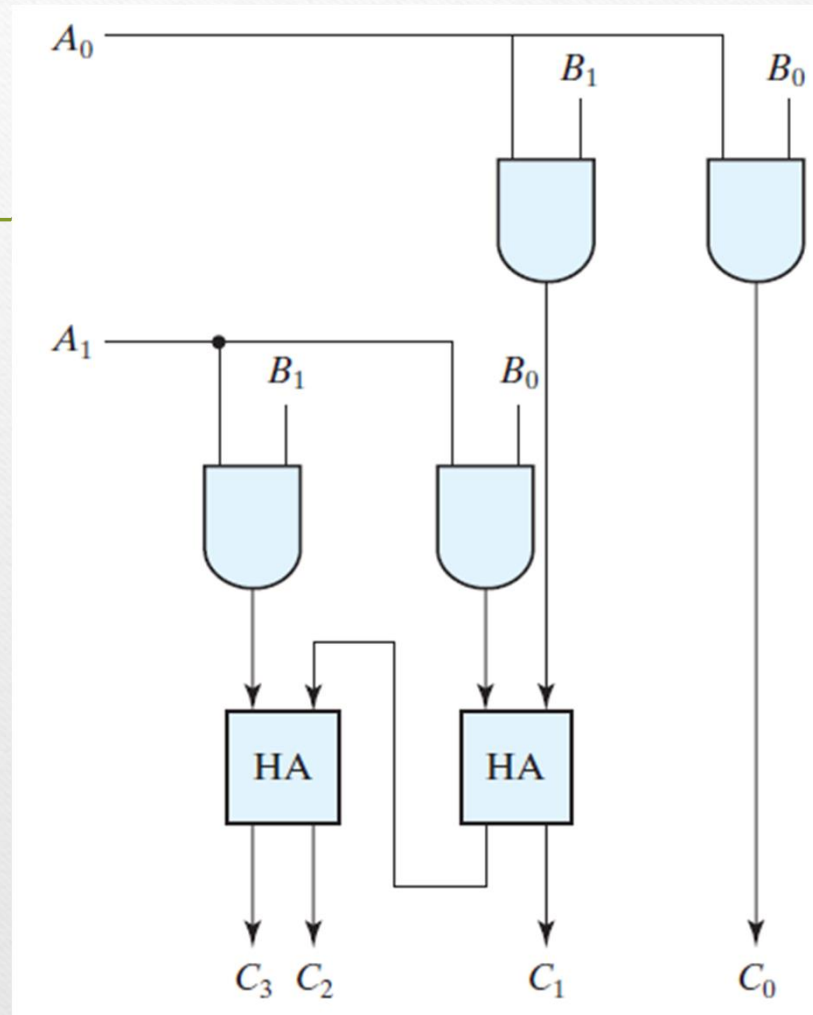 A₀
B₁ B₀
A₁
B₁ B₀
HA HA
C₃ C₂ C₁ C₀